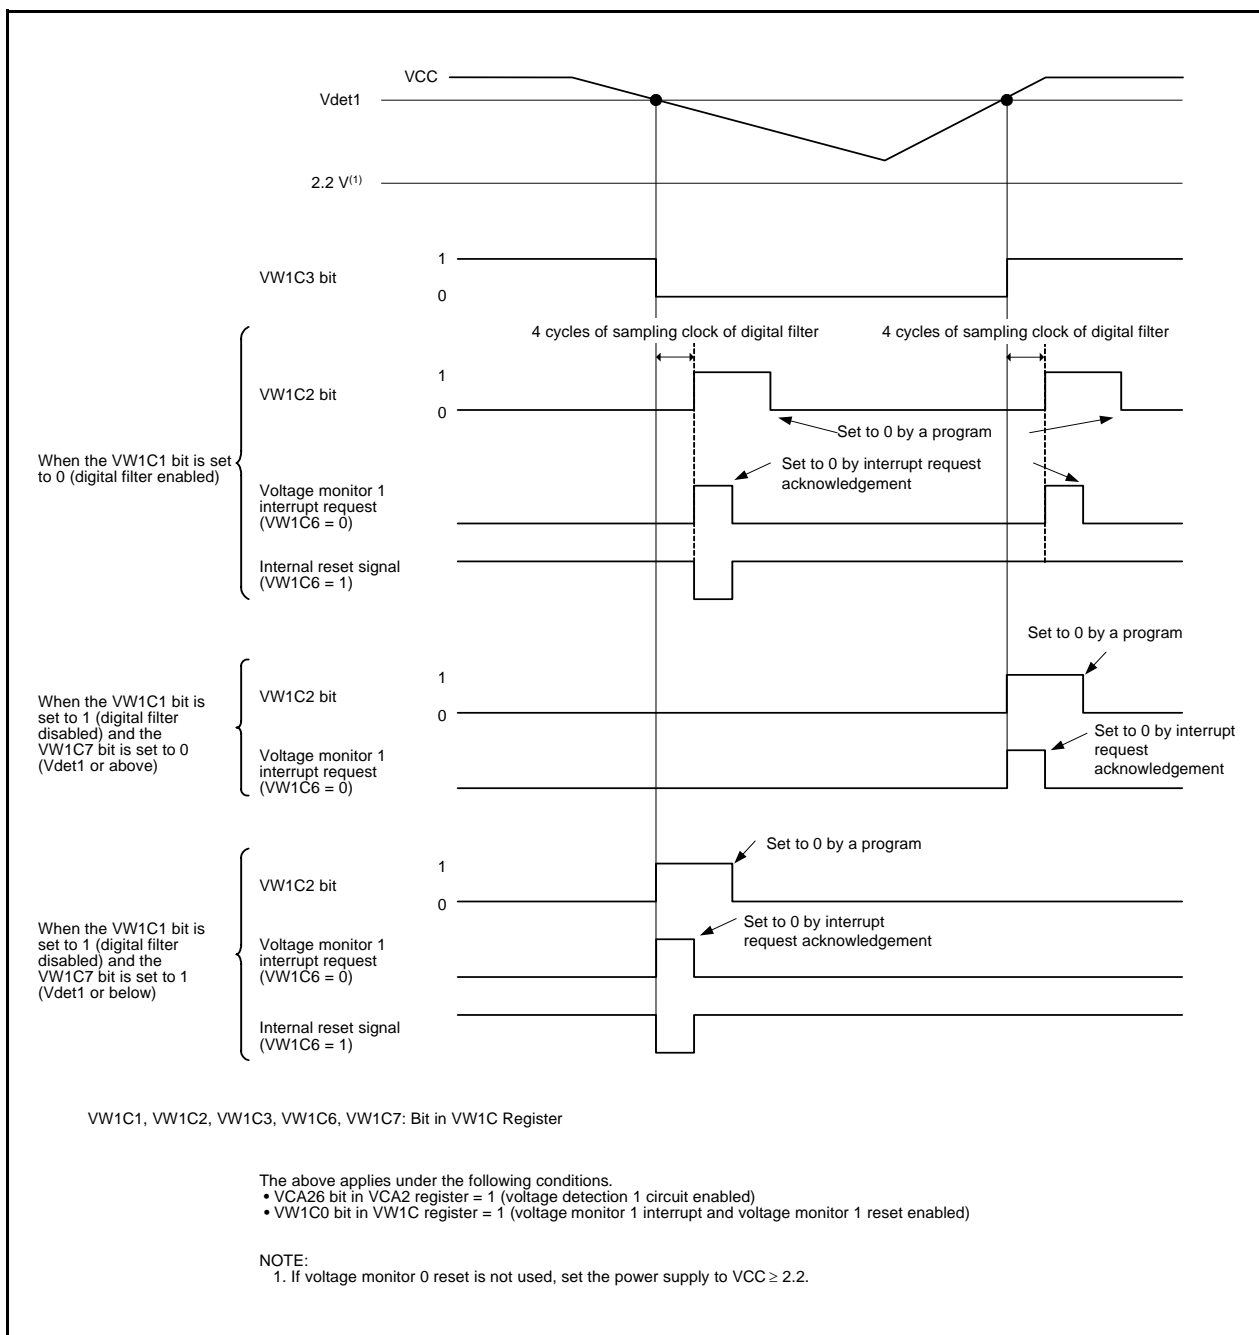 VCC
Vdet1
2.2 V(1)
VW1C3 bit
1
0
4 cycles of sampling clock of digital filter
4 cycles of sampling clock of digital filter
When the VW1C1 bit is set
to 0 (digital filter enabled)
VW1C2 bit
1
0
Set to 0 by a program
Set to 0 by interrupt request
acknowledgement
Voltage monitor 1
interrupt request
(VW1C6 = 0)
Internal reset signal
(VW1C6 = 1)
Set to 0 by a program
When the VW1C1 bit is
set to 1 (digital filter
disabled) and the
VW1C7 bit is set to 0
(Vdet1 or above)
VW1C2 bit
1
0
Voltage monitor 1
interrupt request
(VW1C6 = 0)
Set to 0 by interrupt
request
acknowledgement
When the VW1C1 bit is
set to 1 (digital filter
disabled) and the
VW1C7 bit is set to 1
(Vdet1 or below)
VW1C2 bit
1
0
Set to 0 by a program
Voltage monitor 1
interrupt request
(VW1C6 = 0)
Set to 0 by interrupt
request acknowledgement
Internal reset signal
(VW1C6 = 1)
VW1C1, VW1C2, VW1C3, VW1C6, VW1C7: Bit in VW1C Register
The above applies under the following conditions.
• VCA26 bit in VCA2 register = 1 (voltage detection 1 circuit enabled)
• VW1C0 bit in VW1C register = 1 (voltage monitor 1 interrupt and voltage monitor 1 reset enabled)
NOTE:
1. If voltage monitor 0 reset is not used, set the power supply to VCC ≥ 2.2.